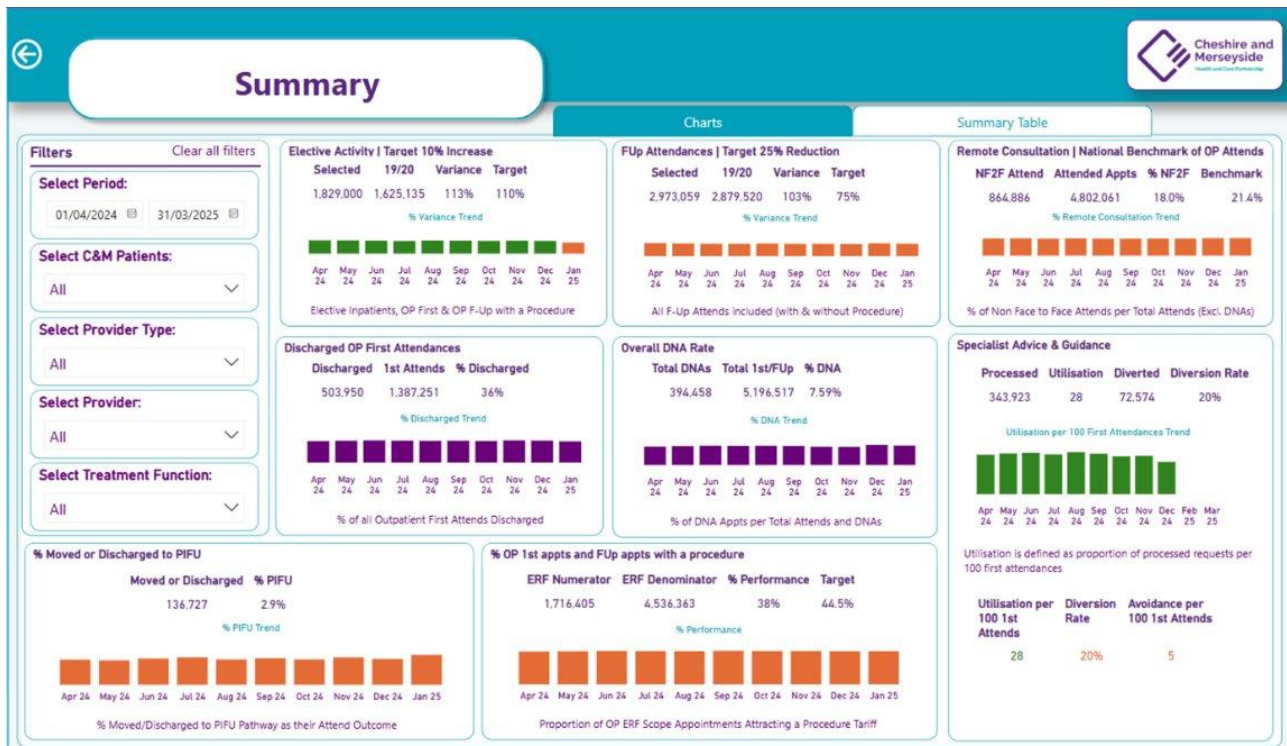 Summary
Cheshire and
Merseyside
Health and Care Partnership
Charts
Summary Table
Filters Clear all filters
Select Period:
01/04/2024 31/03/2025
Select C&M Patients:
All
Select Provider Type:
All
Select Provider:
All
Select Treatment Function:
All
Elective Activity | Target 10% Increase
Selected 19/20 Variance Target
1,829,000 1,625,135 113% 110%
% Variance Trend
Apr May Jun Jul Aug Sep Oct Nov Dec Jan
24 24 24 24 24 24 24 24 24 25
Elective Inpatients, OP First & OP F-Up with a Procedure
FUp Attendances | Target 25% Reduction
Selected 19/20 Variance Target
2,973,059 2,879,520 103% 75%
% Variance Trend
Apr May Jun Jul Aug Sep Oct Nov Dec Jan
24 24 24 24 24 24 24 24 24 25
All F-Up Attends included (with & without Procedure)
Remote Consultation | National Benchmark of OP Attends
NF2F Attend Attended Appts % NF2F Benchmark
864,886 4,802,061 18.0% 21.4%
% Remote Consultation Trend
Apr May Jun Jul Aug Sep Oct Nov Dec Jan
24 24 24 24 24 24 24 24 24 25
% of Non Face to Face Attends per Total Attends (Excl. DNAs)
Discharged OP First Attendances
Discharged 1st Attends % Discharged
503,950 1,387,251 36%
% Discharged Trend
Apr May Jun Jul Aug Sep Oct Nov Dec Jan
24 24 24 24 24 24 24 24 24 25
% of all Outpatient First Attends Discharged
Overall DNA Rate
Total DNAs Total 1st/FUp % DNA
394,458 5,196,517 7.59%
% DNA Trend
Apr May Jun Jul Aug Sep Oct Nov Dec Jan
24 24 24 24 24 24 24 24 24 25
% of DNA Appts per Total Attends and DNAs
Specialist Advice & Guidance
Processed Utilisation Diverted Diversion Rate
343,923 28 72,574 20%
Utilisation per 100 First Attendances Trend
Apr May Jun Jul Aug Sep Oct Nov Dec Feb Mar
24 24 24 24 24 24 24 24 24 25 25
Utilisation is defined as proportion of processed requests per
100 first attendances
Utilisation per Diversion Avoidance per
100 1st Rate 100 1st Attends
Attends
28 20% 5
% Moved or Discharged to PIFU
Moved or Discharged % PIFU
136,727 2.9%
% PIFU Trend
Apr 24 May 24 Jun 24 Jul 24 Aug 24 Sep 24 Oct 24 Nov 24 Dec 24 Jan 25
% Moved/Discharged to PIFU Pathway as their Attend Outcome
% OP 1st appts and FUp appts with a procedure
ERF Numerator ERF Denominator % Performance Target
1,716,405 4,536,363 38% 44.5%
% Performance
Apr 24 May 24 Jun 24 Jul 24 Aug 24 Sep 24 Oct 24 Nov 24 Dec 24 Jan 25
Proportion of OP ERF Scope Appointments Attracting a Procedure Tariff